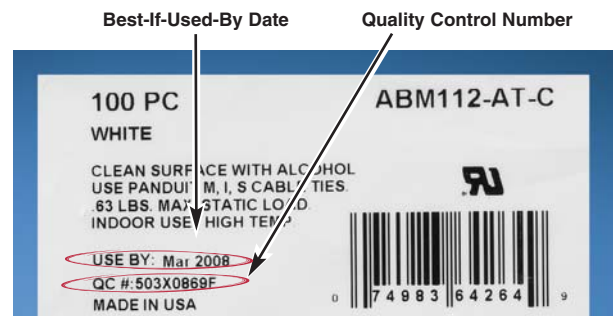 Best-If-Used-By Date
Quality Control Number
100 PC
ABM112-AT-C
WHITE
CLEAN SURFACE WITH ALCOHOL
USE PANDUIT M, I, S CABLE TIES.
.63 LBS. MAX STATIC LOAD.
INDOOR USE HIGH TEMP
USE BY: Mar 2008
QC #:503X0869F
MADE IN USA
0 74983 64264 9